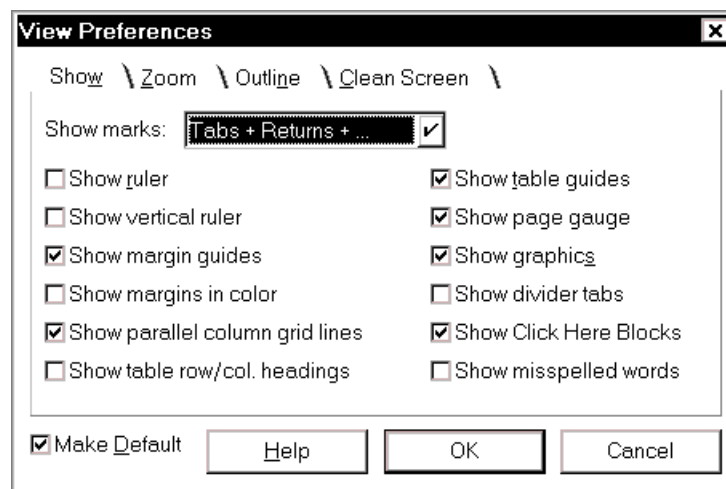 View Preferences
Show Zoom Outline Clean Screen
Show marks: Tabs + Returns + ...
Show ruler Show table guides
Show vertical ruler Show page gauge
Show margin guides Show graphics
Show margins in color Show divider tabs
Show parallel column grid lines Show Click Here Blocks
Show table row/col. headings Show misspelled words
Make Default Help OK Cancel